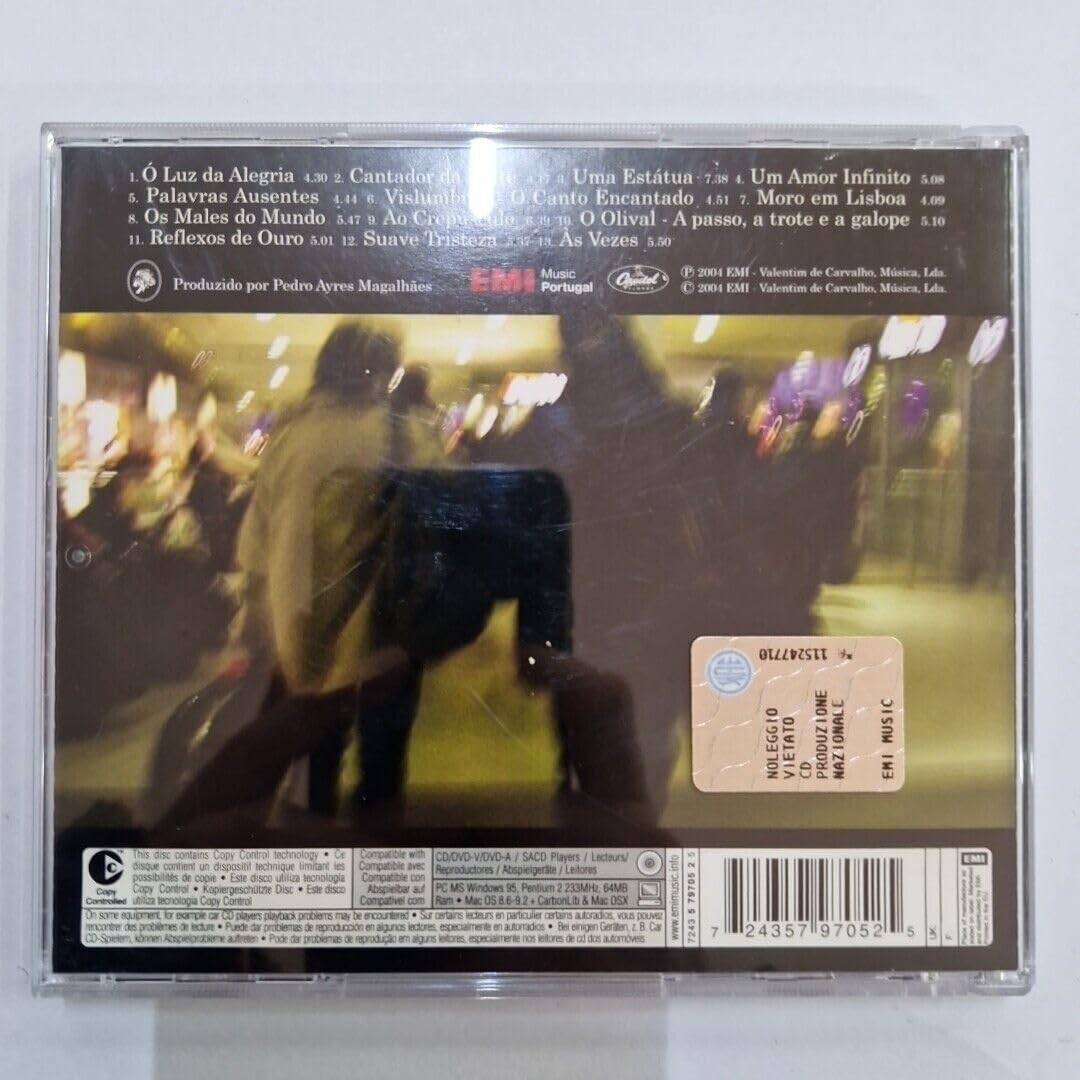 1. Ó Luz da Alegria 4.30 2. Cantador da 4.17 3. Uma Estátua 7.38 4. Um Amor Infinito 5.08
5. Palavras Ausentes 4.44 6. - O Canto Encantado 4.51 7. Moro em Lisboa 4.09
8. Os Males do Mundo 5.47 9. Ao Crepúsculo 6.39 10. O Olival - A passo, a trote e a galope 5.10
11. Reflexos de Ouro 5.01 12. Suave Tristeza 5.37 13. Às Vezes 5.50
Produzido por Pedro Ayres Magalhães
EMI Music Portugal
Capitol RECORDS
℗ 2004 EMI - Valentim de Carvalho, Música, Lda.
© 2004 EMI - Valentim de Carvalho, Música, Lda.
* 115247710
NOLEGGIO
VIETATO
CD
PRODUZIONE
NAZIONALE
EMI MUSIC
Copy
Controlled
This disc contains Copy Control technology • Ce
disque contient un dispositif technique limitant les
possibilités de copie • Este disco utiliza tecnología
Copy Control • Kopiergeschützte Disc • Este disco
utiliza tecnologia Copy Control
Compatible with
Compatible avec
Compatible con
Abspielbar auf
Compatível com
CD/DVD-V/DVD-A / SACD Players / Lecteurs/
Reproductores / Abspielgeräte / Leitores
PC MS Windows 95, Pentium 2 233MHz, 64MB
Ram • Mac OS 8.6-9.2 + CarbonLib & Mac OSX
On some equipment, for example car CD players playback problems may be encountered • Sur certains lecteurs en particulier certains autoradios, vous pouvez
rencontrer des problèmes de lecture • Puede dar problemas de reproducción en algunos lectores, especialmente en autorradios • Bei einigen Geräten, z. B. Car
CD-Spielern, können Abspielprobleme auftreten • Pode dar problemas de reprodução em alguns leitores, especialmente nos leitores de cd dos automóveis
www.emimusic.info
7243 5 79705 2 5
7 24357 97052 5
UK:
F:
EMI